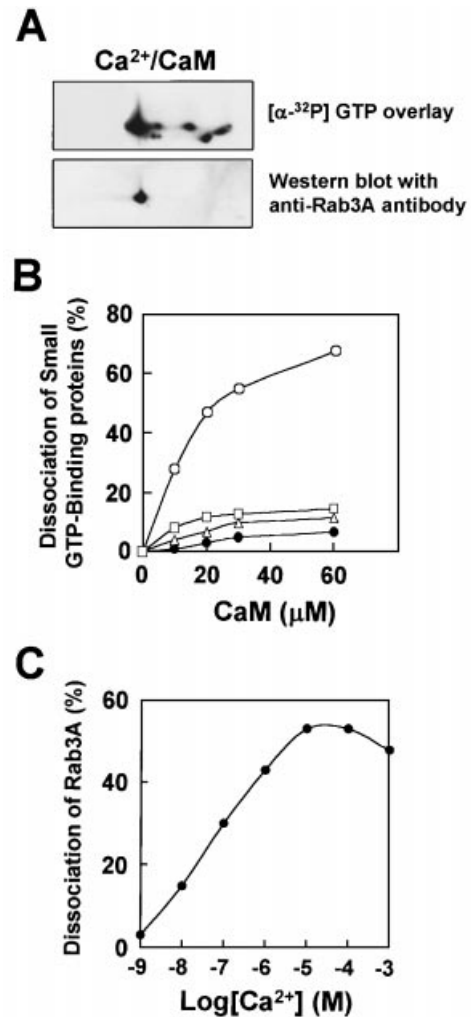 A
Ca²⁺/CaM
[α-³²P] GTP overlay
Western blot with
anti-Rab3A antibody
B
Dissociation of Small
GTP-Binding proteins (%)
80
60
40
20
0
0 20 40 60
CaM (μM)
C
Dissociation of Rab3A (%)
60
40
20
0
-9 -8 -7 -6 -5 -4 -3
Log[Ca²⁺] (M)